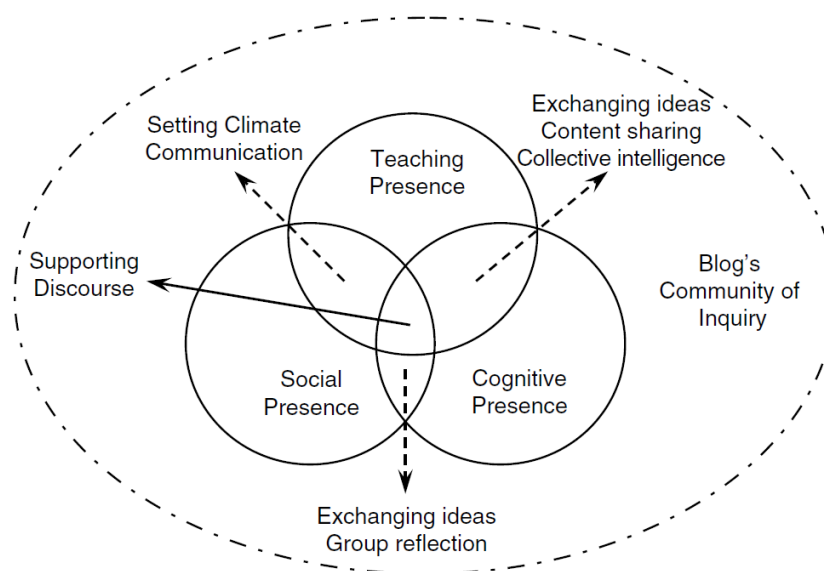 Setting Climate
Communication
Exchanging ideas
Content sharing
Collective intelligence
Teaching
Presence
Supporting
Discourse
Blog's
Community of
Inquiry
Social
Presence
Cognitive
Presence
Exchanging ideas
Group reflection